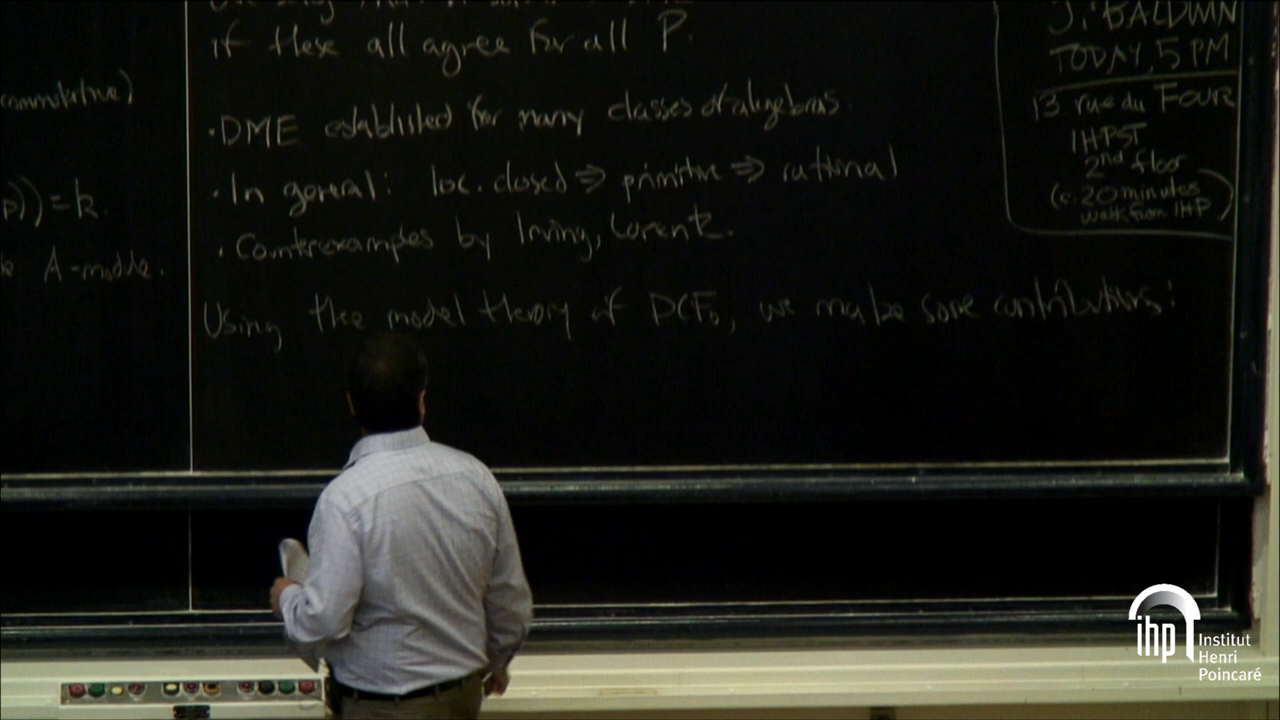 commutative)
p)) = k.
A-module.
if these all agree for all P.
· DME established for many classes of algebras.
· In general: loc. closed ⇒ primitive ⇒ rational
· Counterexamples by Irving, Lorenz.
Using the model theory of DCF₀, we make some contributions:
J. BALDWIN
TODAY, 5 PM
13 rue du FOUR
IHPST
2nd floor
(c. 20 minutes
walk from IHP)
ihp Institut
Henri
Poincaré